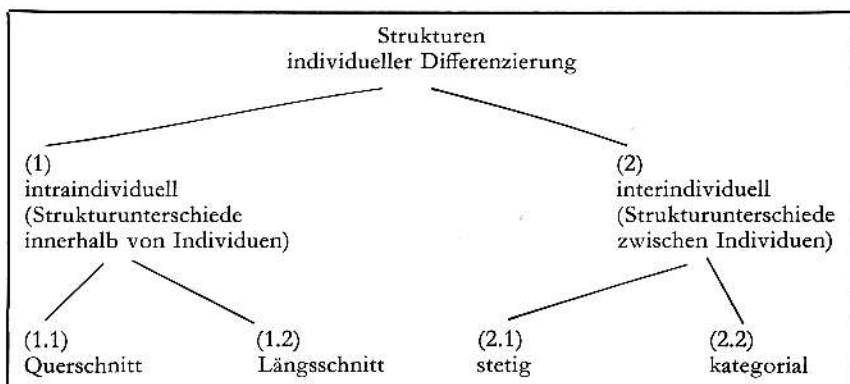 Strukturen
individueller Differenzierung
(1)
intraindividuell
(Strukturunterschiede
innerhalb von Individuen)
(2)
interindividuell
(Strukturunterschiede
zwischen Individuen)
(1.1)
Querschnitt
(1.2)
Längsschnitt
(2.1)
stetig
(2.2)
kategorial